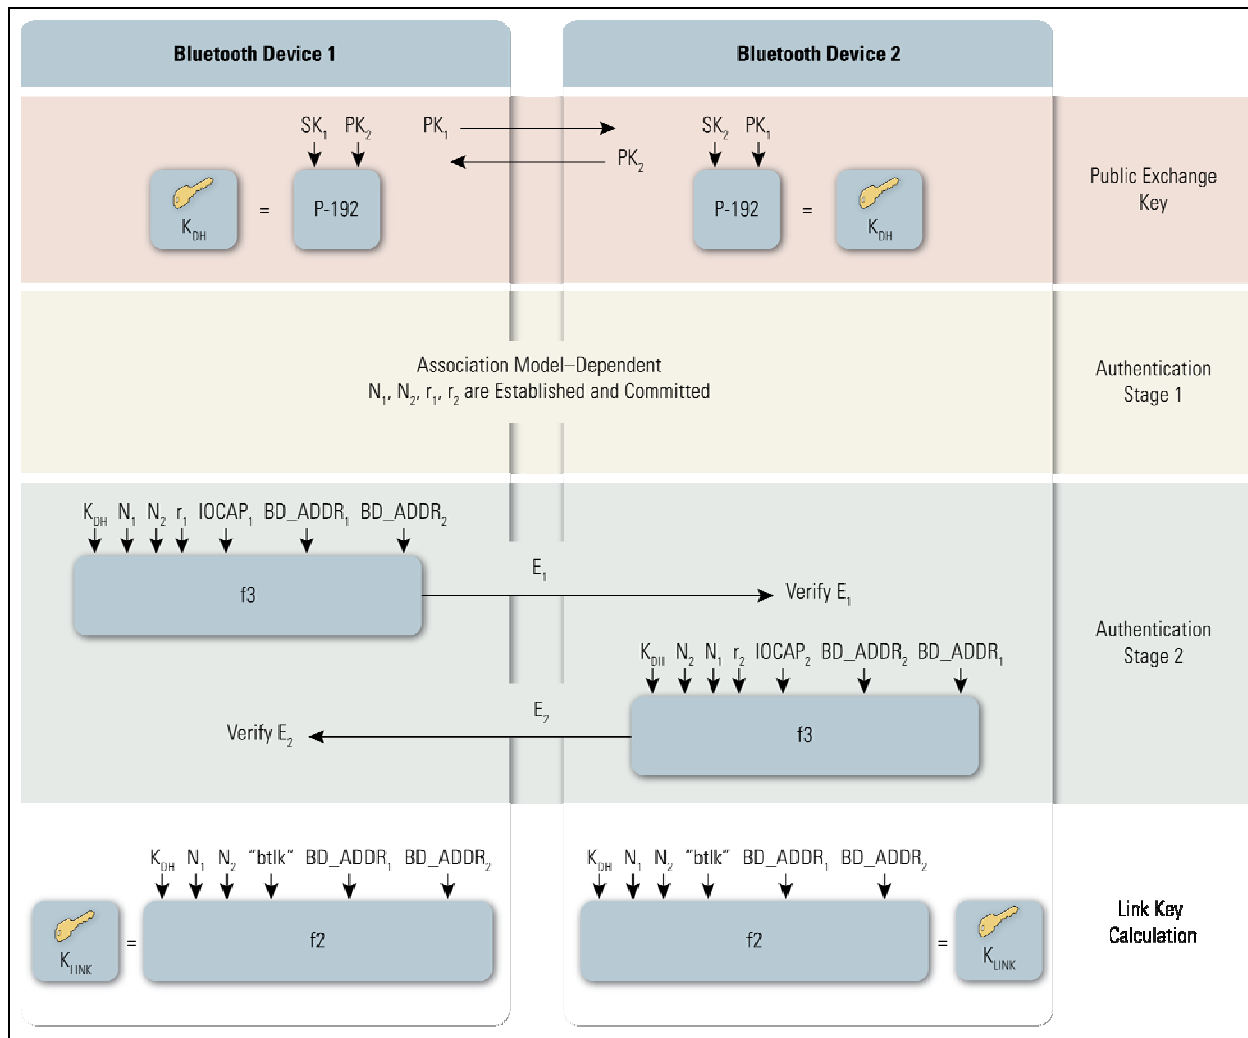 Bluetooth Device 1
Bluetooth Device 2
SK1 PK2 PK1
SK2 PK1
PK2
KDH = P-192
P-192 = KDH
Public Exchange
Key
Association Model–Dependent
N1, N2, r1, r2 are Established and Committed
Authentication
Stage 1
KDH N1 N2 r1 IOCAP1 BD_ADDR1 BD_ADDR2
f3
E1
Verify E1
Authentication
Stage 2
KDH N2 N1 r2 IOCAP2 BD_ADDR2 BD_ADDR1
E2
Verify E2
f3
KDH N1 N2 “btlk” BD_ADDR1 BD_ADDR2
KLINK = f2
KDH N1 N2 “btlk” BD_ADDR1 BD_ADDR2
f2 = KLINK
Link Key
Calculation